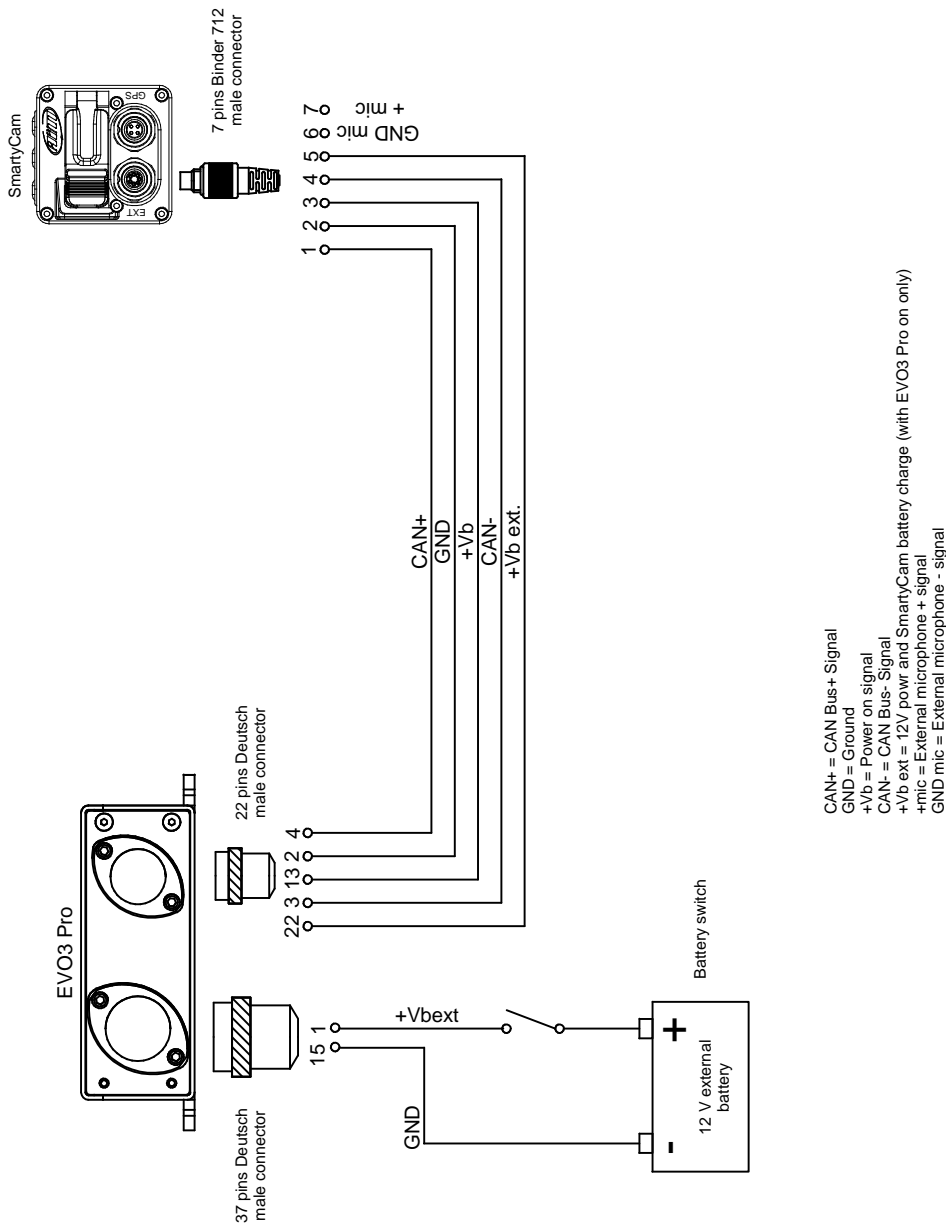 SmartyCam
GPS
EXT
7 pins Binder 712
male connector
1
2
3
4
5
6
7
GND mic
+ mic
CAN+
GND
+Vb
CAN-
+Vb ext.
EVO3 Pro
22 pins Deutsch
male connector
22
3
13
2
4
37 pins Deutsch
male connector
15
1
+Vbext
GND
Battery switch
-
+
12 V external
battery
CAN+ = CAN Bus+ Signal
GND = Ground
+Vb = Power on signal
CAN- = CAN Bus- Signal
+Vb ext = 12V powr and SmartyCam battery charge (with EVO3 Pro on only)
+mic = External microphone + signal
GND mic = External microphone - signal